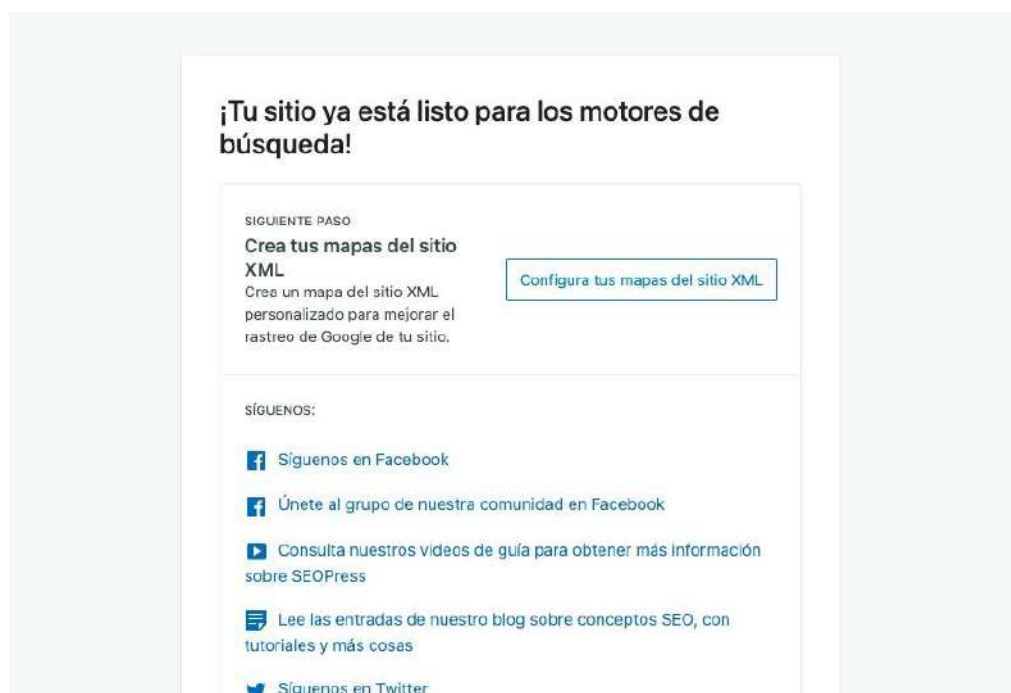 ¡Tu sitio ya está listo para los motores de
búsqueda!
SIGUIENTE PASO
Crea tus mapas del sitio
XML
Crea un mapa del sitio XML
personalizado para mejorar el
rastreo de Google de tu sitio.
Configura tus mapas del sitio XML
SÍGUENOS:
Síguenos en Facebook
Únete al grupo de nuestra comunidad en Facebook
Consulta nuestros vídeos de guía para obtener más información
sobre SEOPress
Lee las entradas de nuestro blog sobre conceptos SEO, con
tutoriales y más cosas
Síguenos en Twitter